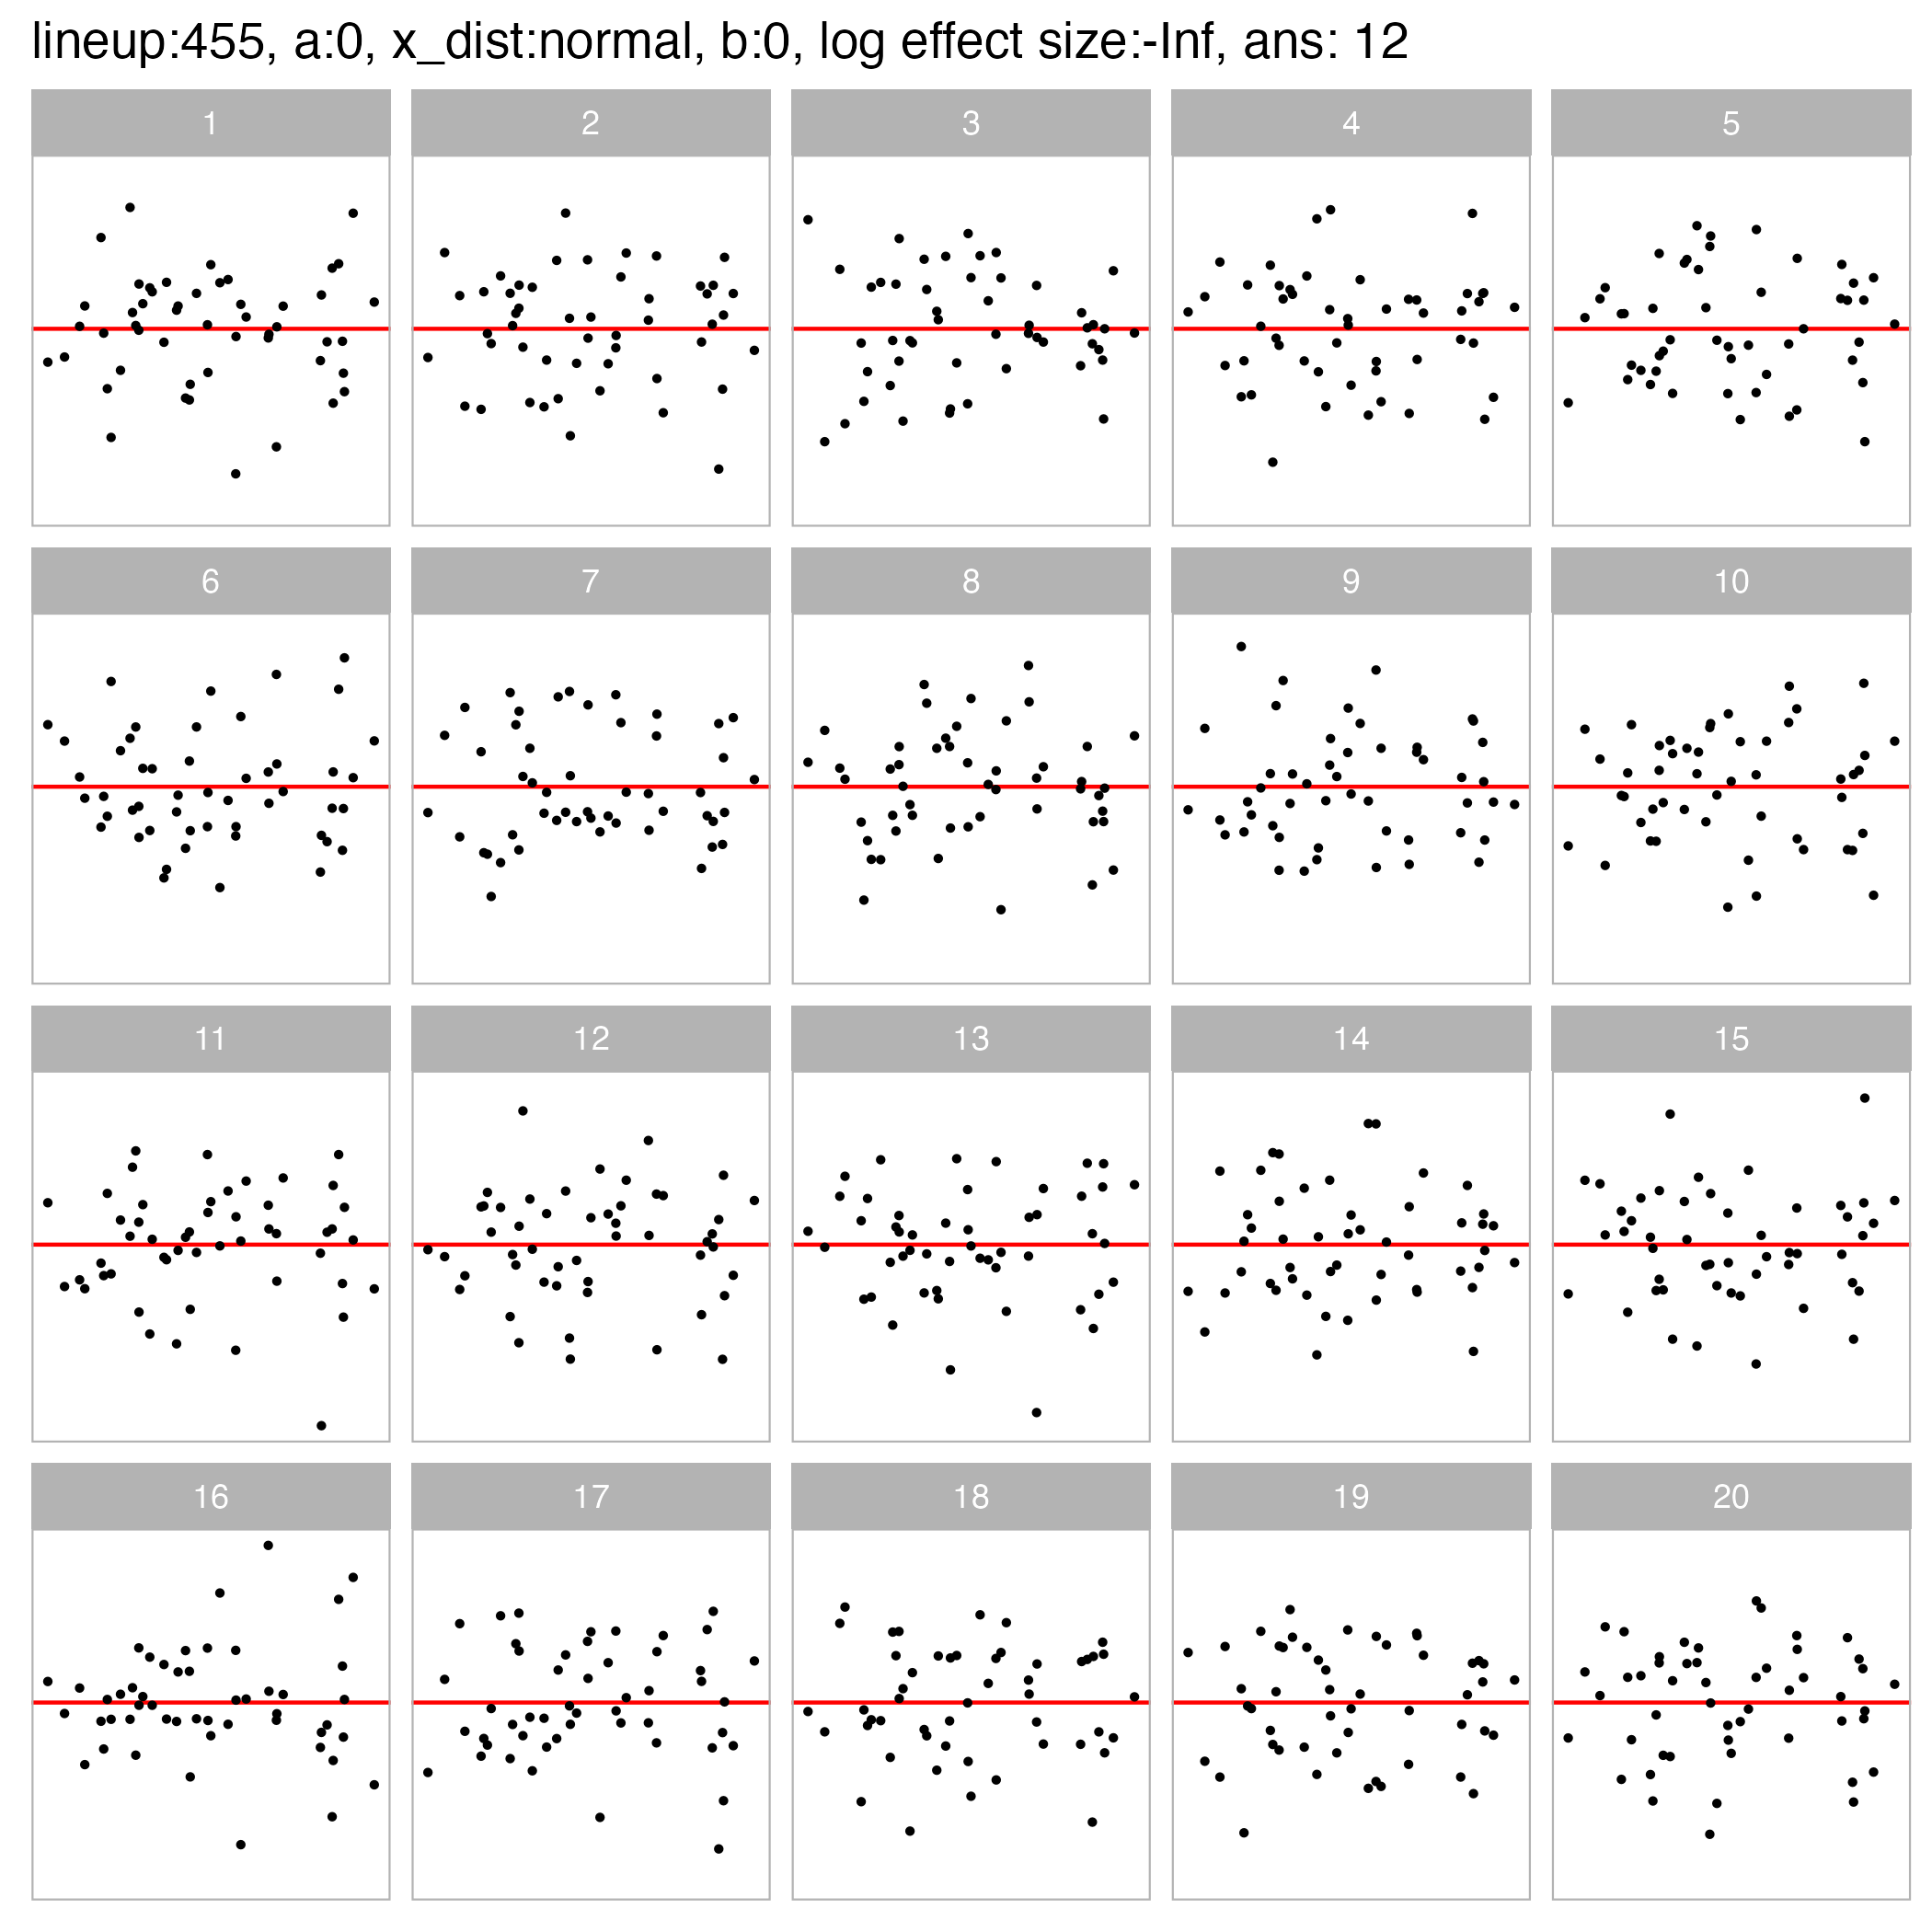 lineup:455, a:0, x_dist:normal, b:0, log effect size:-Inf, ans: 12
1 2 3 4 5
6 7 8 9 10
11 12 13 14 15
16 17 18 19 20